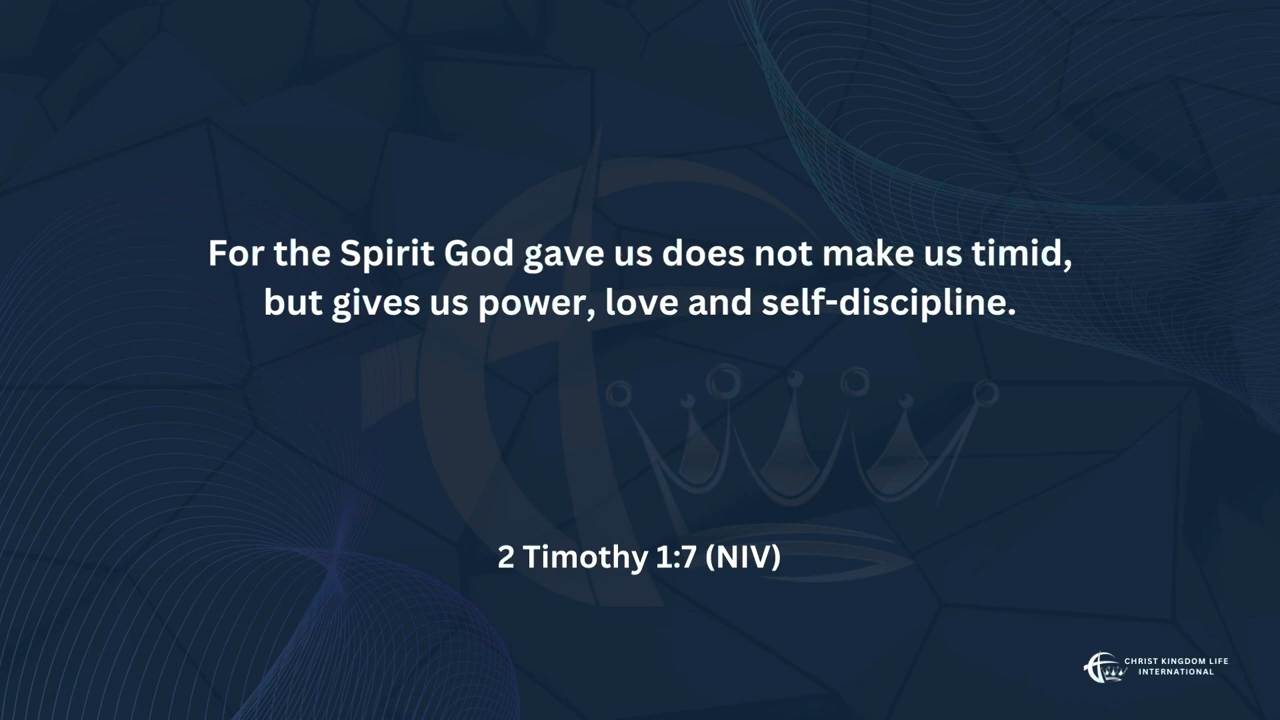 For the Spirit God gave us does not make us timid,
but gives us power, love and self-discipline.
2 Timothy 1:7 (NIV)
CHRIST KINGDOM LIFE
INTERNATIONAL